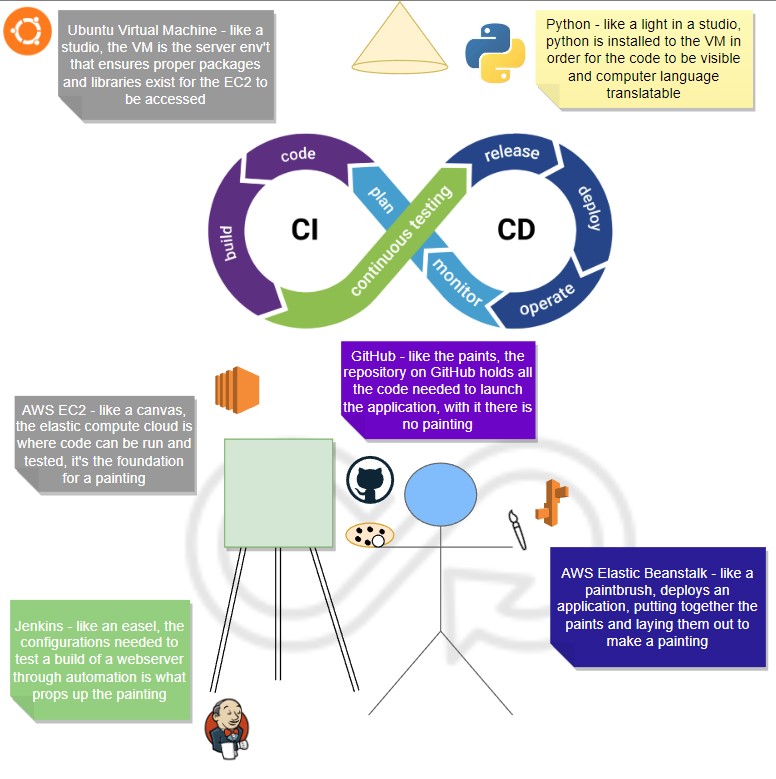 Ubuntu Virtual Machine - like a
studio, the VM is the server env't
that ensures proper packages
and libraries exist for the EC2 to
be accessed
Python - like a light in a studio,
python is installed to the VM in
order for the code to be visible
and computer language
translatable
code
build
plan
continuous testing
CI
release
deploy
operate
monitor
CD
GitHub - like the paints, the
repository on GitHub holds all
the code needed to launch
the application, with it there is
no painting
AWS EC2 - like a canvas,
the elastic compute cloud is
where code can be run and
tested, it's the foundation
for a painting
AWS Elastic Beanstalk - like a
paintbrush, deploys an
application, putting together the
paints and laying them out to
make a painting
Jenkins - like an easel, the
configurations needed to
test a build of a webserver
through automation is what
props up the painting